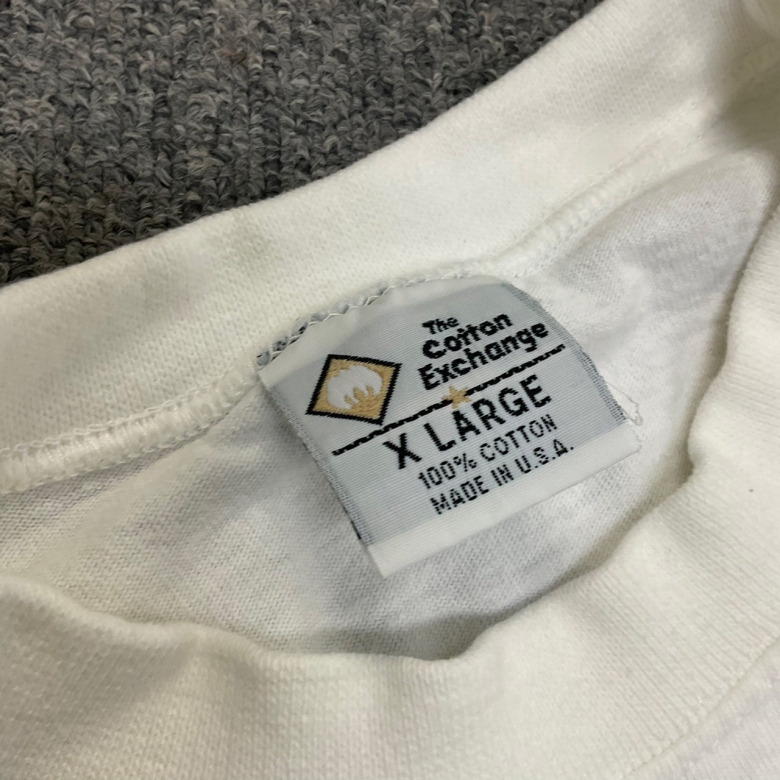 The
Cotton
Exchange
X LARGE
100% COTTON
MADE IN U.S.A.